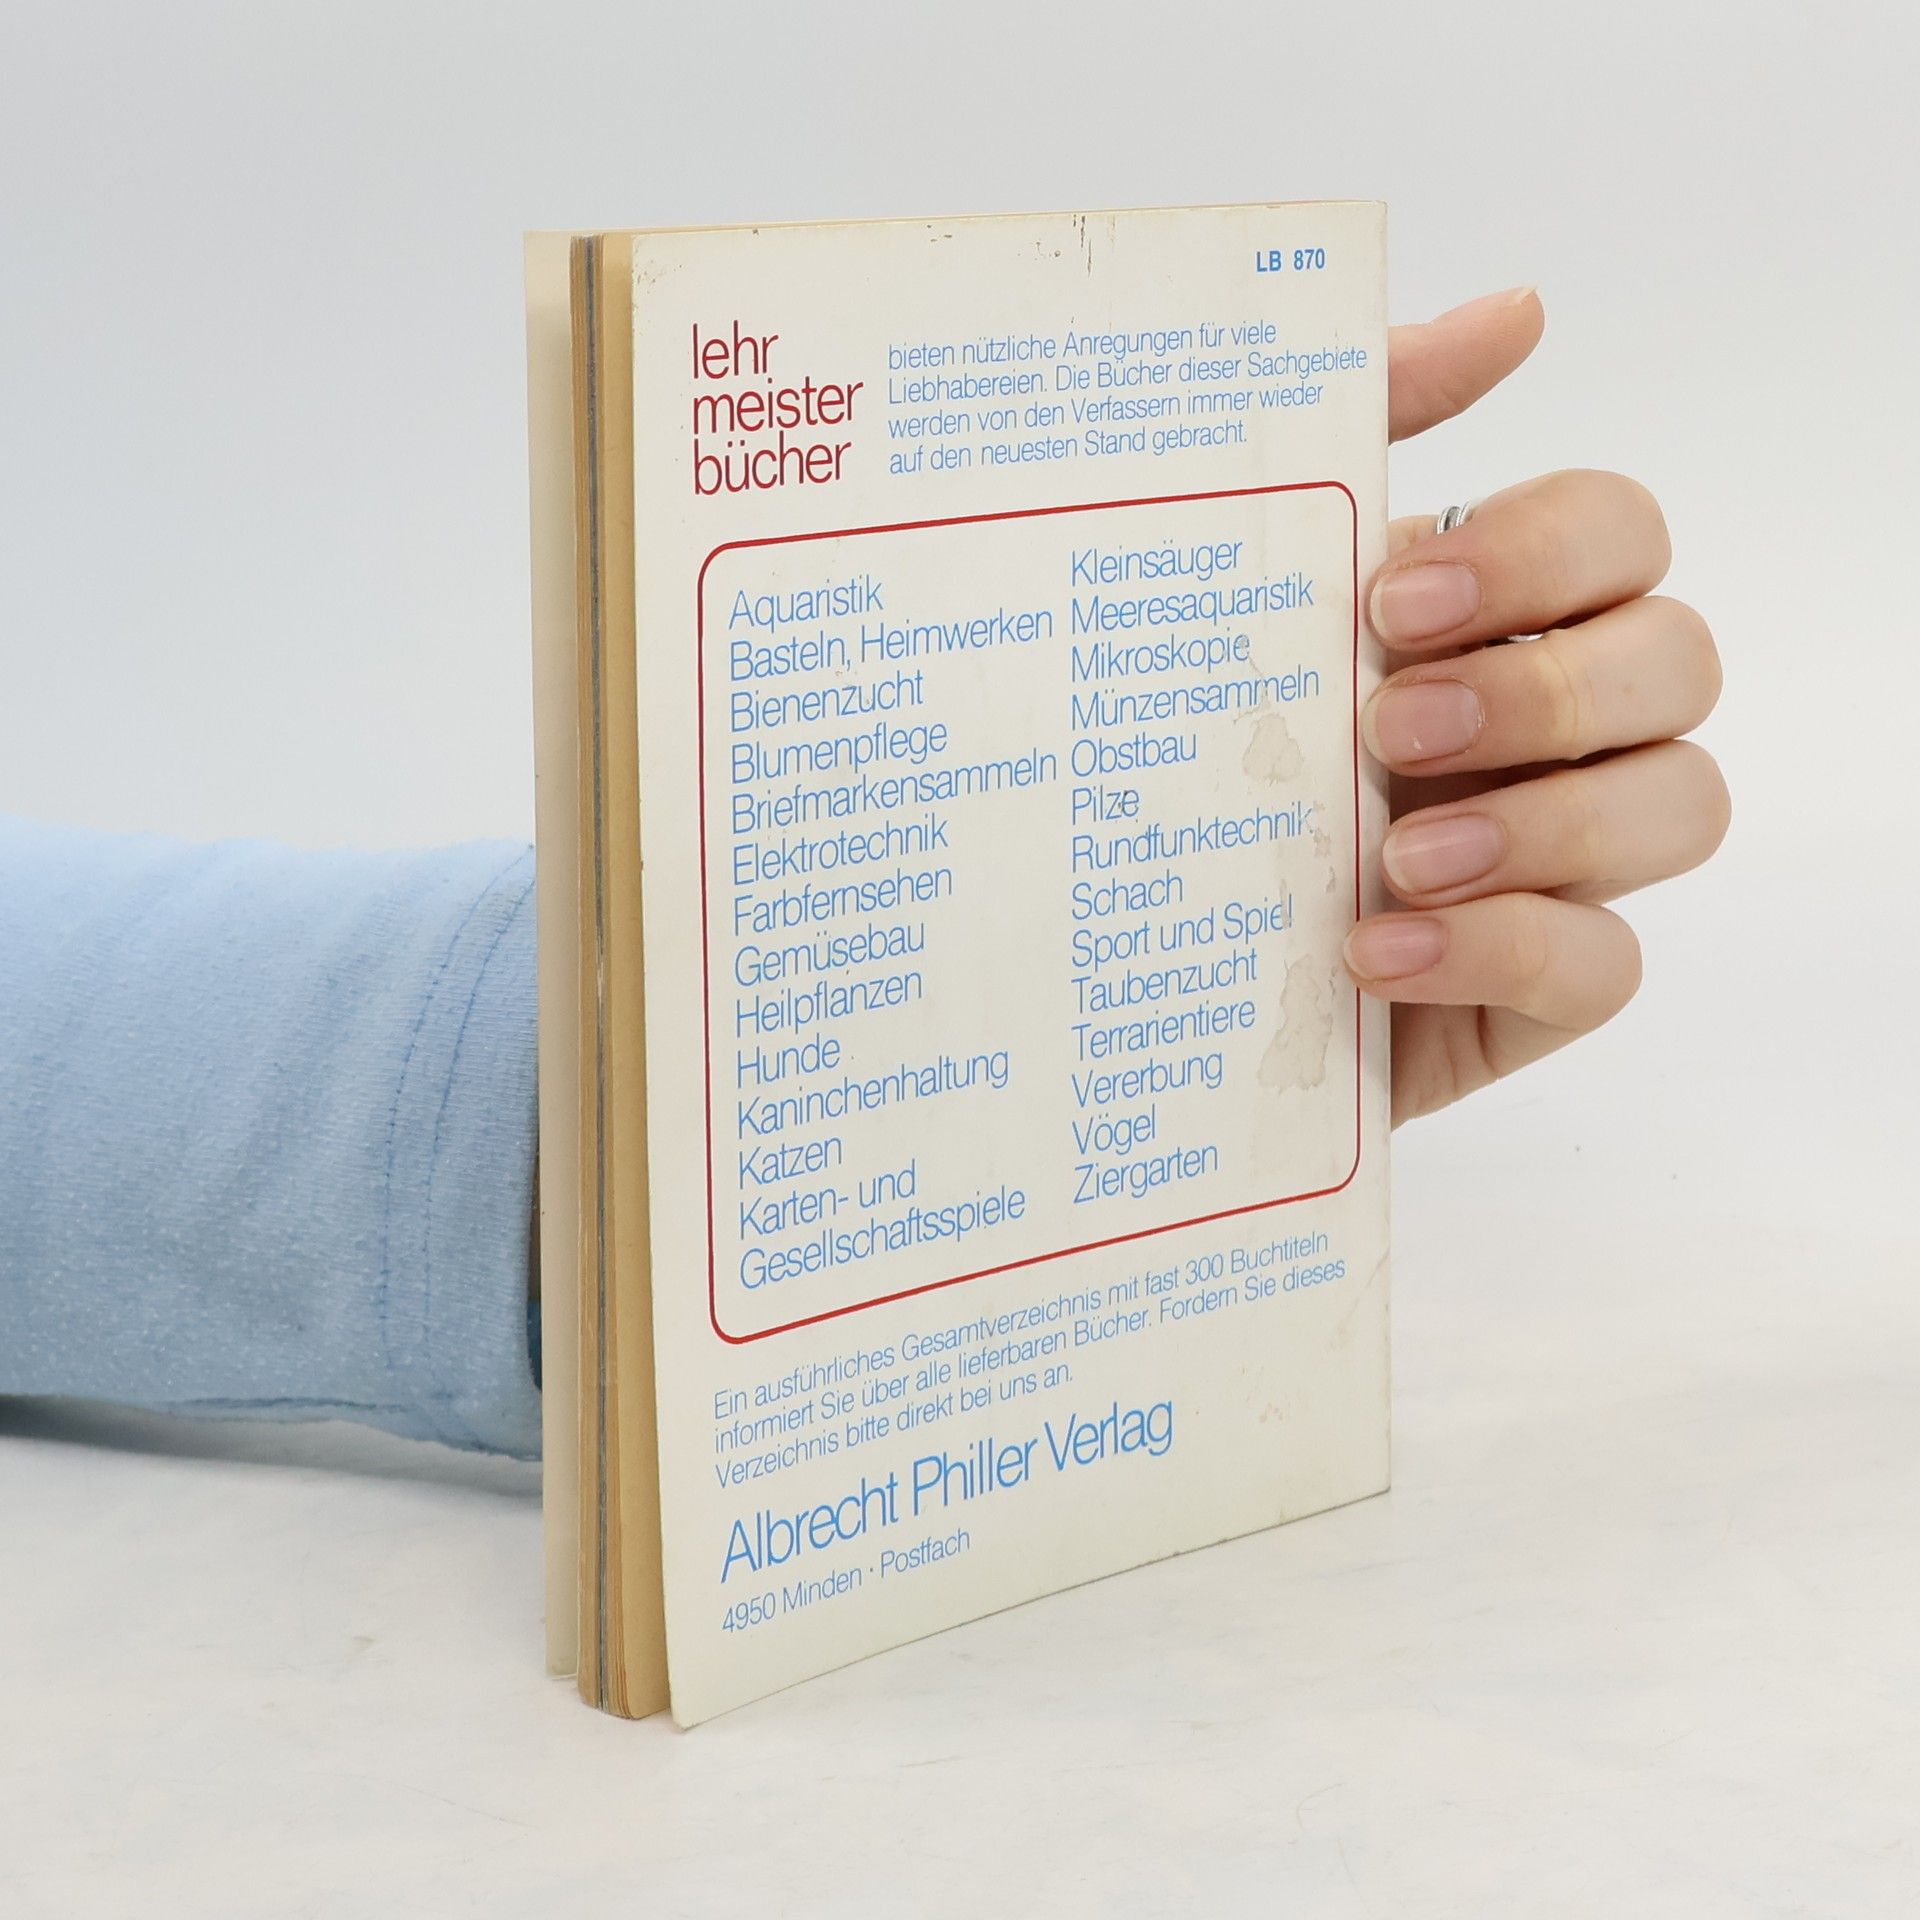 LB 870
lehr
meister
bücher
bieten nützliche Anregungen für viele
Liebhabereien. Die Bücher dieser Sachgebiete
werden von den Verfassern immer wieder
auf den neuesten Stand gebracht.
Aquaristik
Basteln, Heimwerken
Bienenzucht
Blumenpflege
Briefmarkensammeln
Elektrotechnik
Farbfernsehen
Gemüsebau
Heilpflanzen
Hunde
Kaninchenhaltung
Katzen
Karten- und
Gesellschaftsspiele
Kleinsäuger
Meeresaquaristik
Mikroskopie
Münzensammeln
Obstbau
Pilze
Rundfunktechnik
Schach
Sport und Spiel
Taubenzucht
Terrarientiere
Vererbung
Vögel
Ziergarten
Ein ausführliches Gesamtverzeichnis mit fast 300 Buchtiteln
informiert Sie über alle lieferbaren Bücher. Fordern Sie dieses
Verzeichnis bitte direkt bei uns an.
Albrecht Philler Verlag
4950 Minden · Postfach